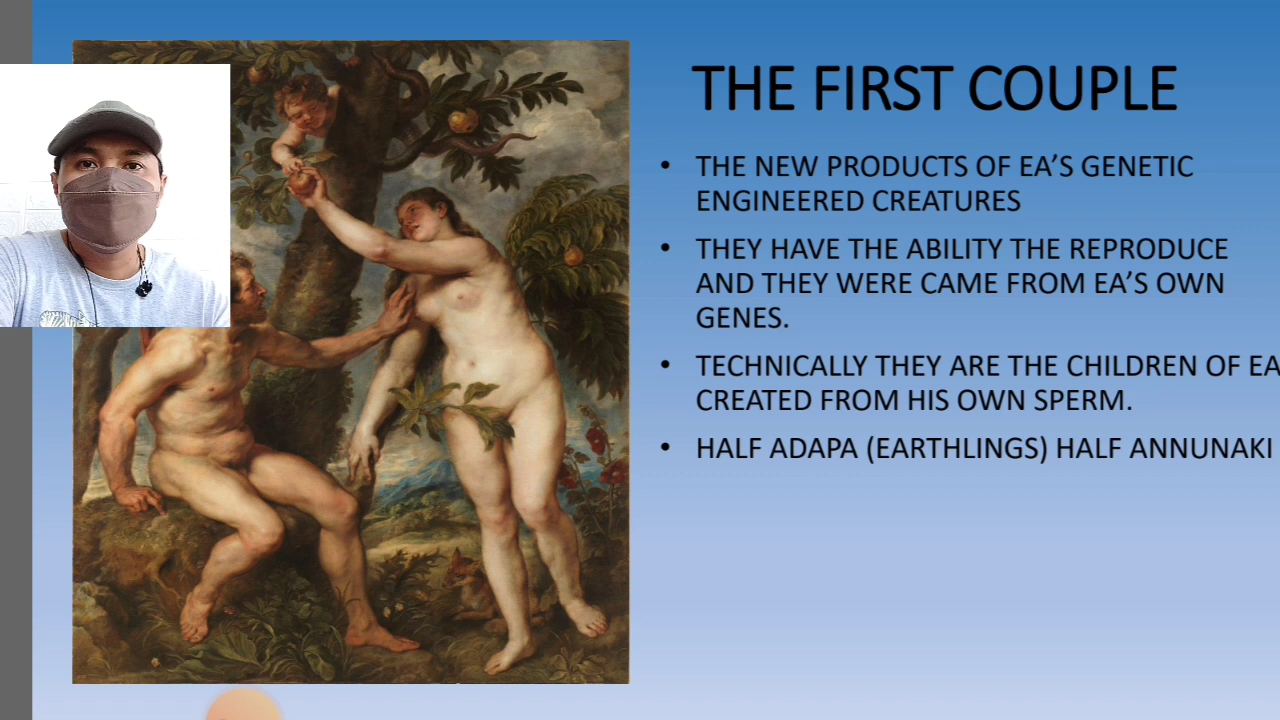 THE FIRST COUPLE
• THE NEW PRODUCTS OF EA’S GENETIC
ENGINEERED CREATURES
• THEY HAVE THE ABILITY THE REPRODUCE
AND THEY WERE CAME FROM EA’S OWN
GENES.
• TECHNICALLY THEY ARE THE CHILDREN OF EA
CREATED FROM HIS OWN SPERM.
• HALF ADAPA (EARTHLINGS) HALF ANNUNAKI